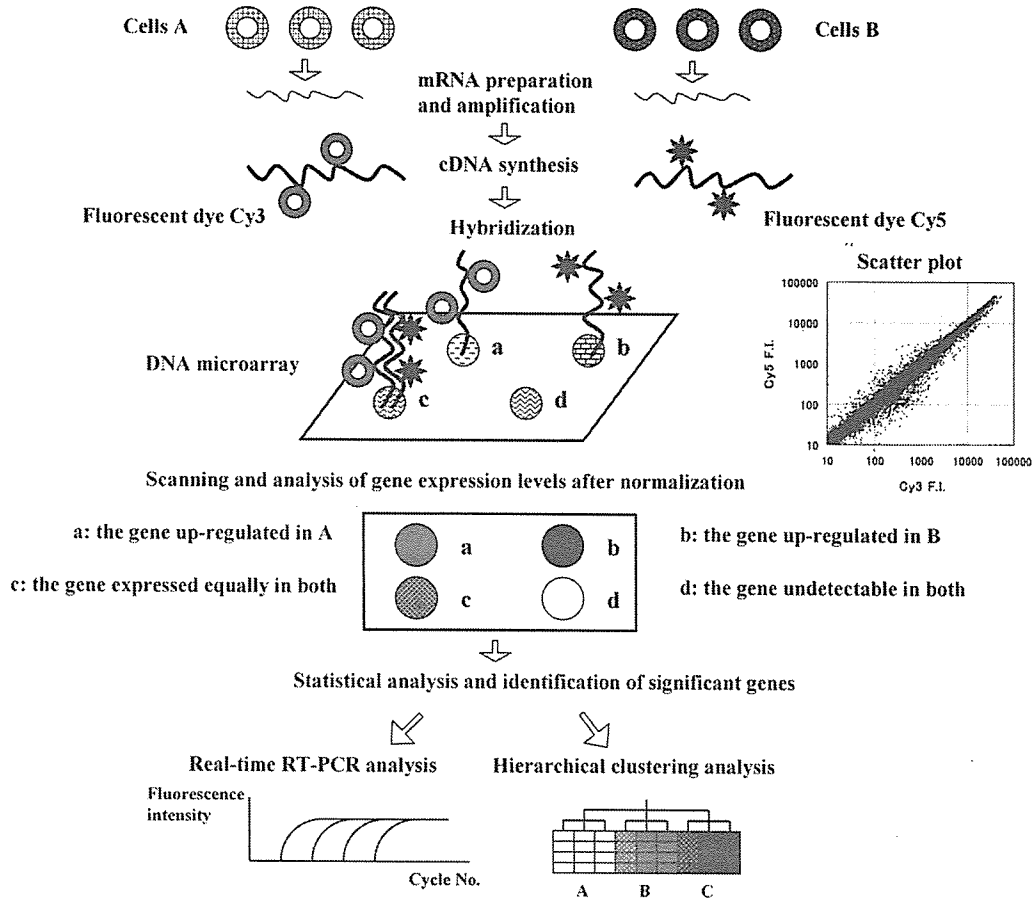 Cells A
Cells B
mRNA preparation
and amplification
cDNA synthesis
Fluorescent dye Cy3
Fluorescent dye Cy5
Hybridization
Scatter plot
DNA microarray
a
b
c
d
100000
10000
1000
100
10
Cy5 F.I.
10
100
1000
10000
100000
Cy3 F.I.
Scanning and analysis of gene expression levels after normalization
a: the gene up-regulated in A
a
b
b: the gene up-regulated in B
c: the gene expressed equally in both
c
d
d: the gene undetectable in both
Statistical analysis and identification of significant genes
Real-time RT-PCR analysis
Hierarchical clustering analysis
Fluorescence
intensity
Cycle No.
A
B
C